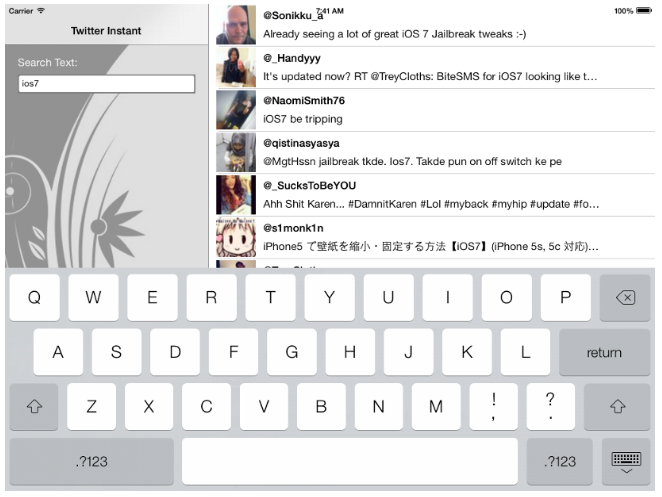 Carrier
7:41 AM
100%
Twitter Instant
Search Text:
ios7
@Sonikku_a
Already seeing a lot of great iOS 7 Jailbreak tweaks :-)
@_Handyyy
It's updated now? RT @TreyCloths: BiteSMS for iOS7 looking like t…
@NaomiSmith76
iOS7 be tripping
@qistinasyasya
@MgtHssn jailbreak tkde. Ios7. Takde pun on off switch ke pe
@_SucksToBeYOU
Ahh Shit Karen... #DamnitKaren #Lol #myback #myhip #update #fo…
@s1monk1n
iPhone5 で壁紙を縮小・固定する方法【iOS7】(iPhone 5s, 5c 対応)…
Q W E R T Y U I O P
A S D F G H J K L return
Z X C V B N M ! , ? .
.?123 .?123